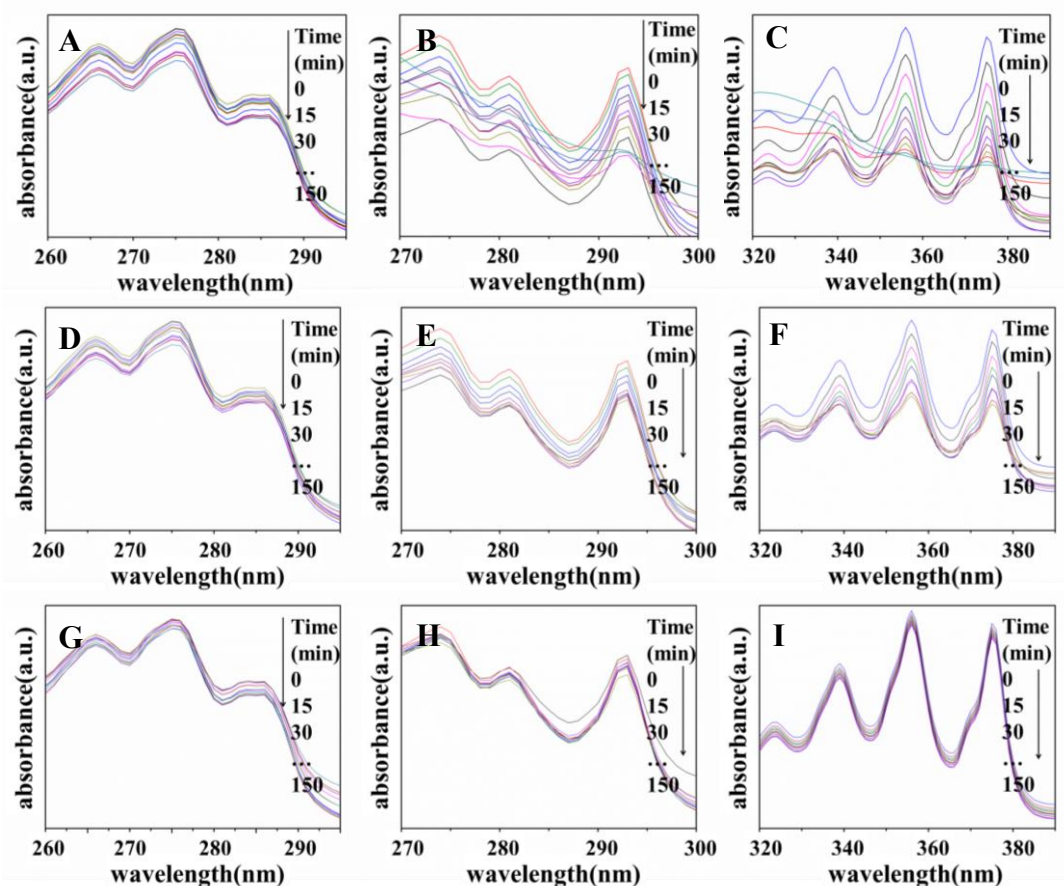 A
Time
(min)
0
15
30
...
150
absorbance(a.u.)
260 270 280 290
wavelength(nm)
B
Time
(min)
0
15
30
...
150
absorbance(a.u.)
270 280 290 300
wavelength(nm)
C
Time
(min)
0
15
30
...
150
absorbance(a.u.)
320 340 360 380
wavelength(nm)
D
Time
(min)
0
15
30
...
150
absorbance(a.u.)
260 270 280 290
wavelength(nm)
E
Time
(min)
0
15
30
...
150
absorbance(a.u.)
270 280 290 300
wavelength(nm)
F
Time
(min)
0
15
30
...
150
absorbance(a.u.)
320 340 360 380
wavelength(nm)
G
Time
(min)
0
15
30
...
150
absorbance(a.u.)
260 270 280 290
wavelength(nm)
H
Time
(min)
0
15
30
...
150
absorbance(a.u.)
270 280 290 300
wavelength(nm)
I
Time
(min)
0
15
30
...
150
absorbance(a.u.)
320 340 360 380
wavelength(nm)